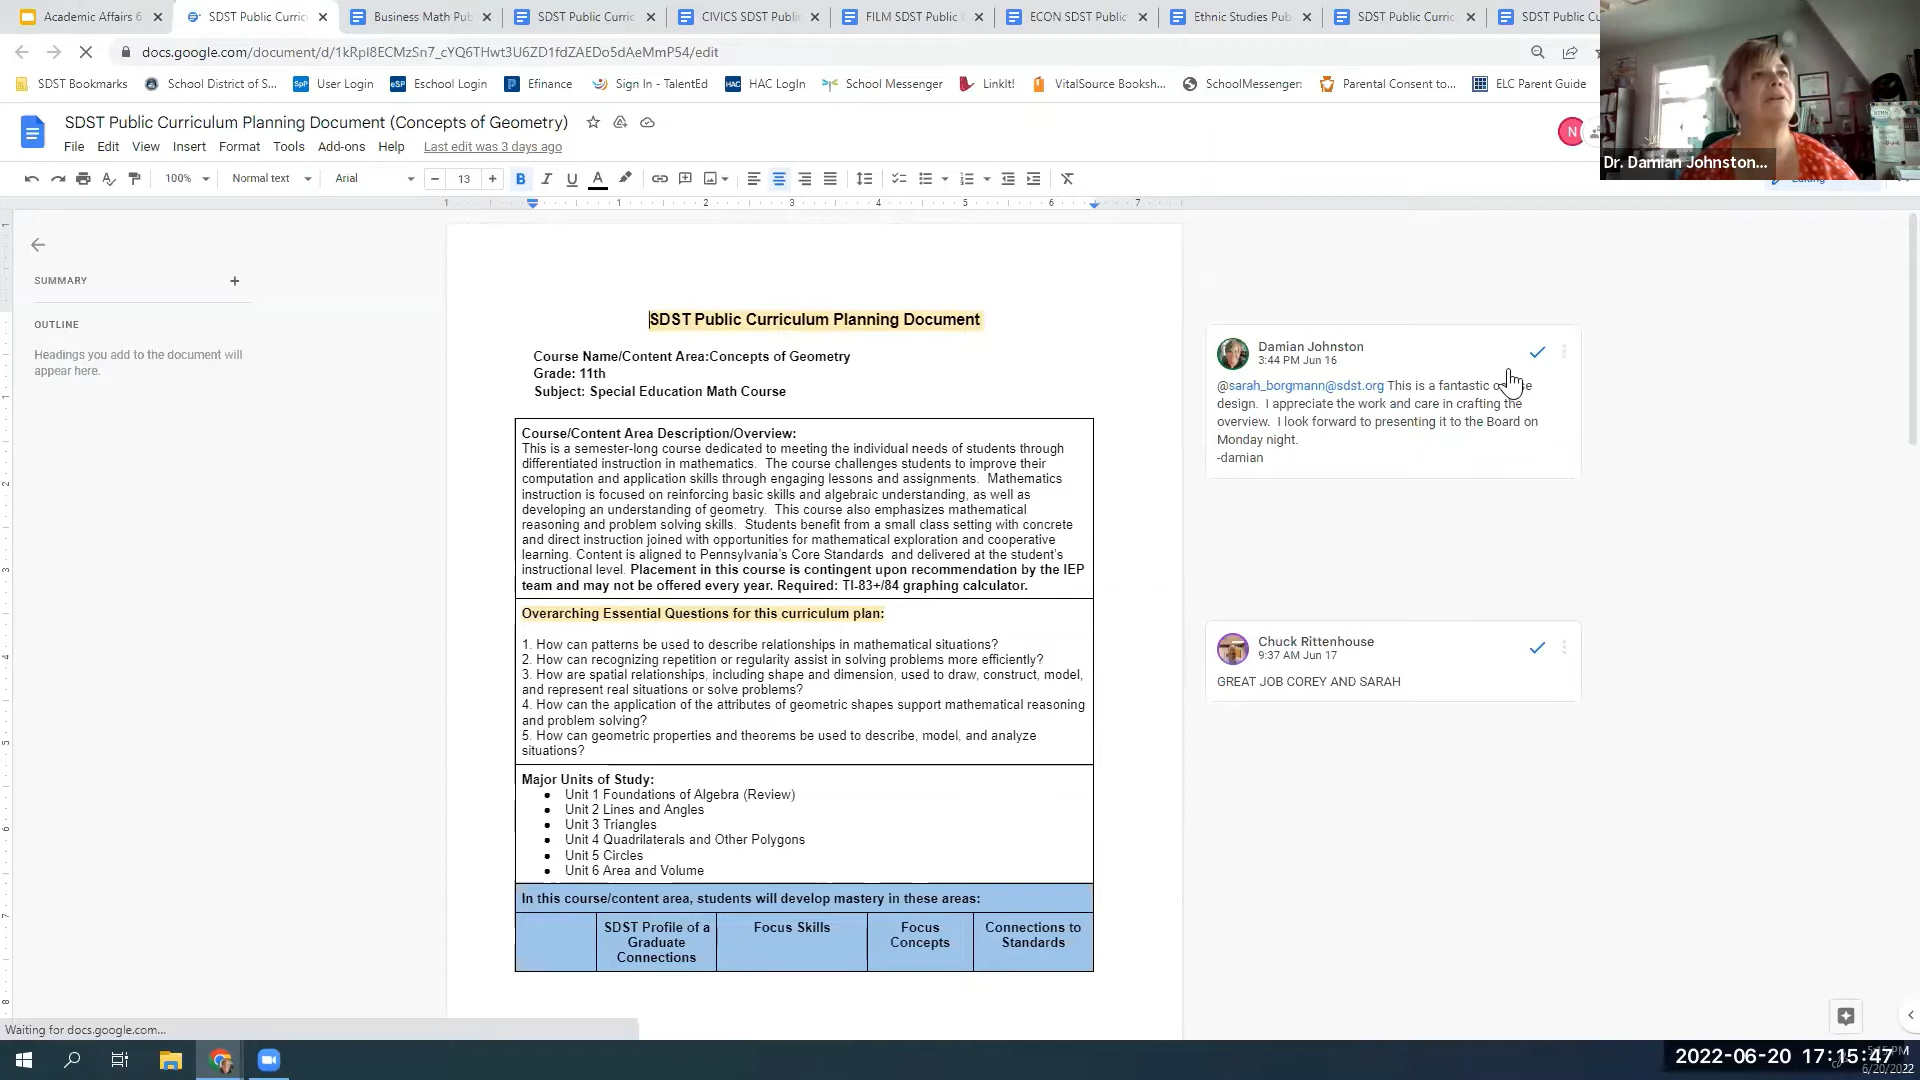 Academic Affairs 6
SDST Public Curric
Business Math Pub
SDST Public Curric
CIVICS SDST Publi
FILM SDST Public
ECON SDST Public
Ethnic Studies Pub
SDST Public Curric
SDST Public Cu
docs.google.com/document/d/1kRpI8ECMzSn7_cYQ6THwt3U6ZD1fdZAEDo5dAeMmP54/edit
SDST Bookmarks
School District of S...
User Login
Eschool Login
Efinance
Sign In - TalentEd
HAC LogIn
School Messenger
LinkIt!
VitalSource Booksh...
SchoolMessenger:
Parental Consent to...
ELC Parent Guide
SDST Public Curriculum Planning Document (Concepts of Geometry)
File Edit View Insert Format Tools Add-ons Help Last edit was 3 days ago
N
Dr. Damian Johnston...
100% Normal text Arial 13
SUMMARY
OUTLINE
Headings you add to the document will
appear here.
SDST Public Curriculum Planning Document
Course Name/Content Area:Concepts of Geometry
Grade: 11th
Subject: Special Education Math Course
Course/Content Area Description/Overview:
This is a semester-long course dedicated to meeting the individual needs of students through
differentiated instruction in mathematics. The course challenges students to improve their
computation and application skills through engaging lessons and assignments. Mathematics
instruction is focused on reinforcing basic skills and algebraic understanding, as well as
developing an understanding of geometry. This course also emphasizes mathematical
reasoning and problem solving skills. Students benefit from a small class setting with concrete
and direct instruction joined with opportunities for mathematical exploration and cooperative
learning. Content is aligned to Pennsylvania's Core Standards and delivered at the student's
instructional level. Placement in this course is contingent upon recommendation by the IEP
team and may not be offered every year. Required: TI-83+/84 graphing calculator.
Overarching Essential Questions for this curriculum plan:
1. How can patterns be used to describe relationships in mathematical situations?
2. How can recognizing repetition or regularity assist in solving problems more efficiently?
3. How are spatial relationships, including shape and dimension, used to draw, construct, model,
and represent real situations or solve problems?
4. How can the application of the attributes of geometric shapes support mathematical reasoning
and problem solving?
5. How can geometric properties and theorems be used to describe, model, and analyze
situations?
Major Units of Study:
Unit 1 Foundations of Algebra (Review)
Unit 2 Lines and Angles
Unit 3 Triangles
Unit 4 Quadrilaterals and Other Polygons
Unit 5 Circles
Unit 6 Area and Volume
In this course/content area, students will develop mastery in these areas:
SDST Profile of a
Graduate
Connections
Focus Skills
Focus
Concepts
Connections to
Standards
Damian Johnston
3:44 PM Jun 16
@sarah_borgmann@sdst.org This is a fantastic
design. I appreciate the work and care in crafting the
overview. I look forward to presenting it to the Board on
Monday night.
-damian
Chuck Rittenhouse
9:37 AM Jun 17
GREAT JOB COREY AND SARAH
Waiting for docs.google.com...
2022-06-20 17:15:47
6/20/2022